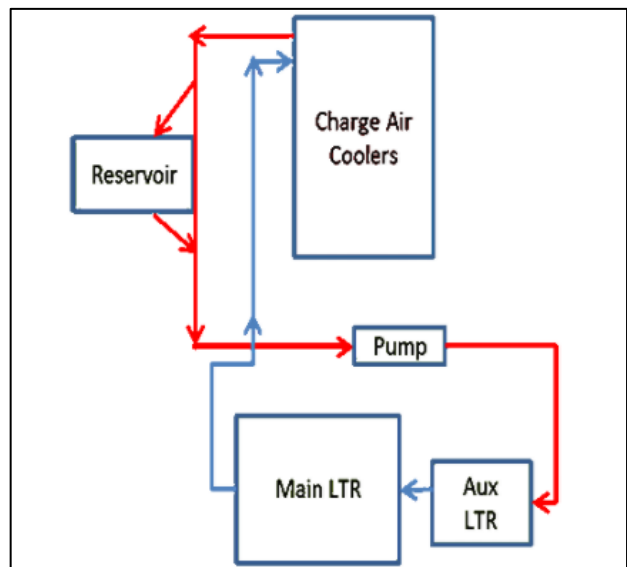 Charge Air
Coolers
Reservoir
Pump
Main LTR
Aux
LTR